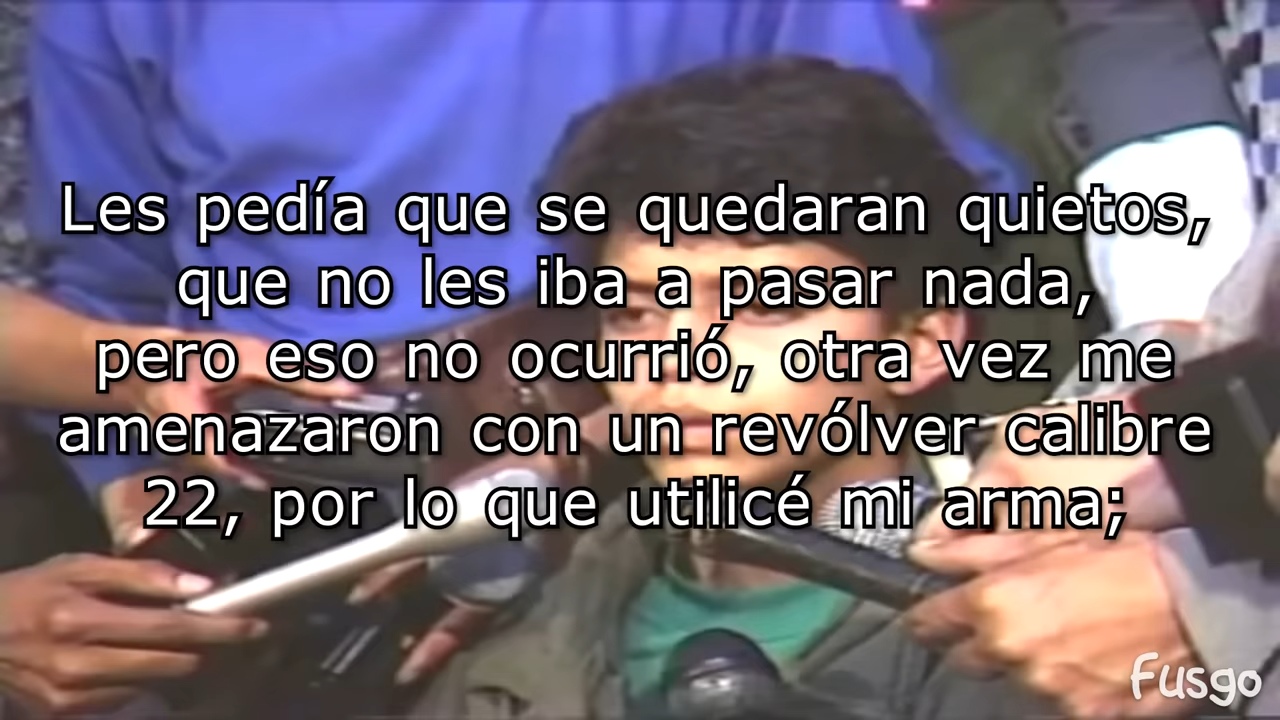 Les pedía que se quedaran quietos,
que no les iba a pasar nada,
pero eso no ocurrió, otra vez me
amenazaron con un revólver calibre
22, por lo que utilicé mi arma;
Fusgo